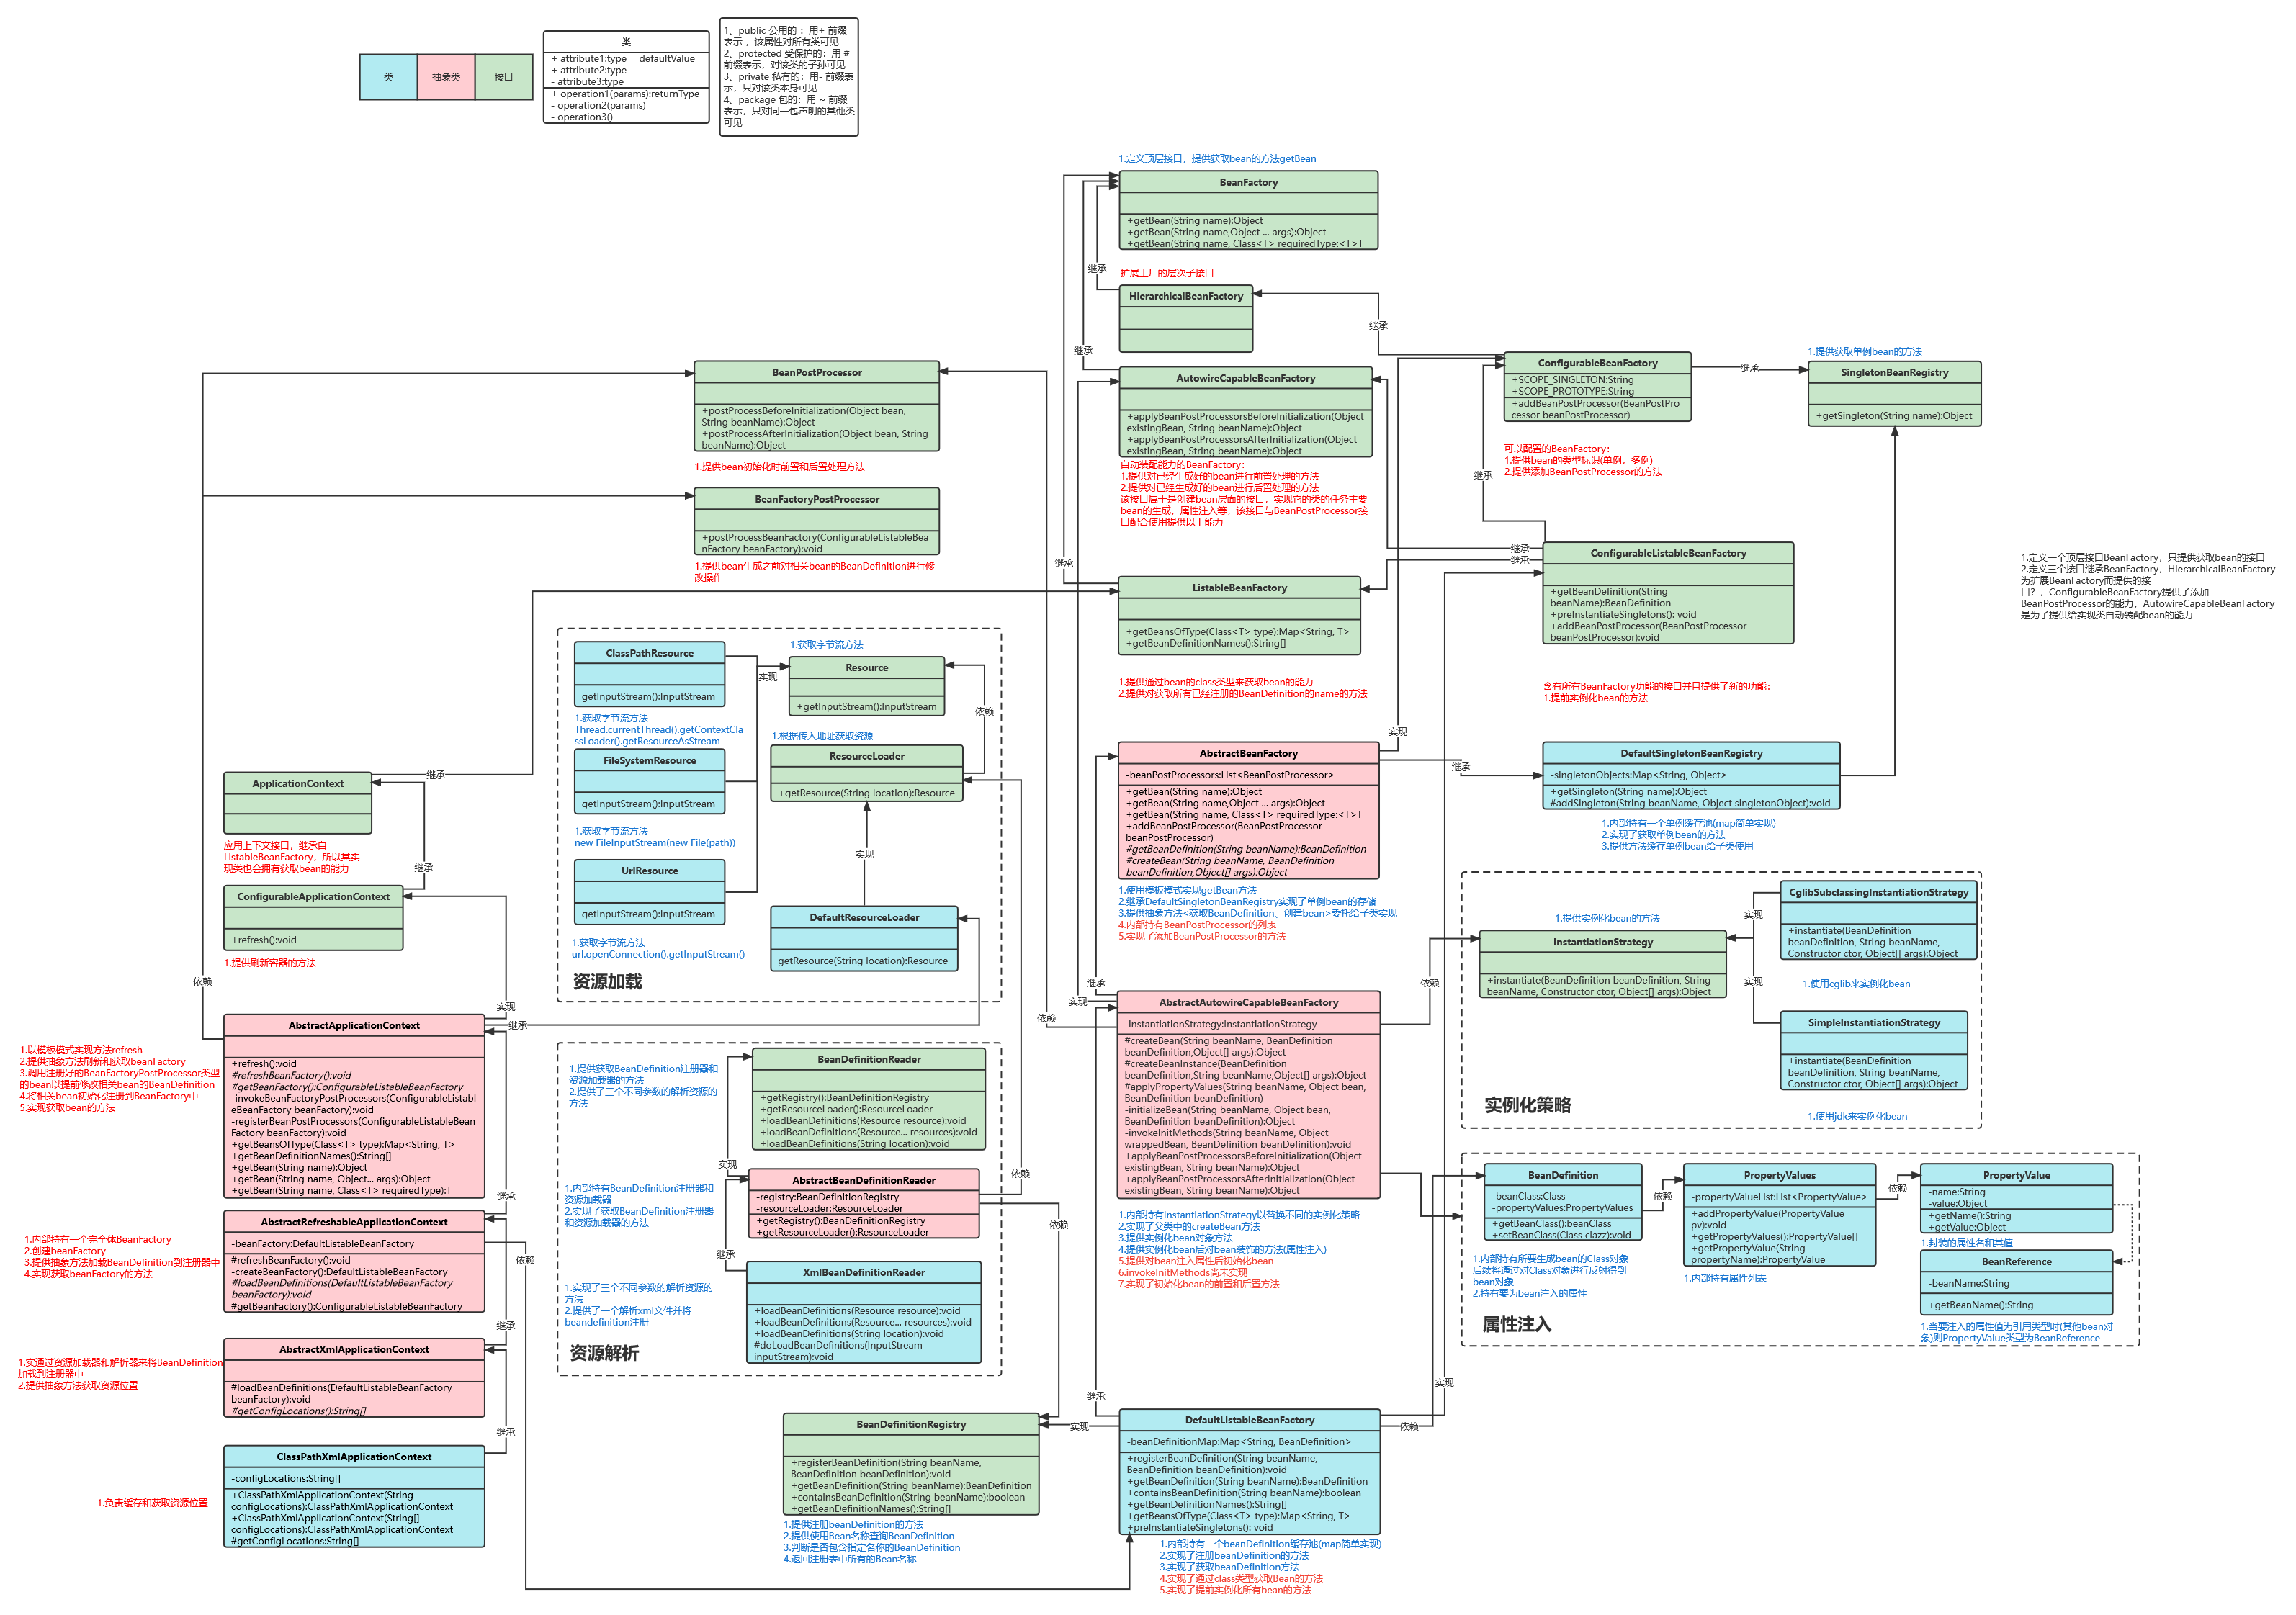 类
抽象类
接口
类
+ attribute1:type = defaultValue
+ attribute2:type
- attribute3:type
+ operation1(params):returnType
- operation2(params)
- operation3()
1、public 公用的 ：用+ 前缀
表示 ，该属性对所有类可见
2、protected 受保护的：用 #
前缀表示，对该类的子孙可见
3、private 私有的：用- 前缀表
示，只对该类本身可见
4、package 包的：用 ~ 前缀
表示，只对同一包声明的其他类
可见
1.定义顶层接口，提供获取bean的方法getBean
BeanFactory
+getBean(String name):Object
+getBean(String name,Object ... args):Object
+getBean(String name, Class<T> requiredType:<T>T
继承
扩展工厂的层次子接口
HierarchicalBeanFactory
继承
继承
BeanPostProcessor
+postProcessBeforeInitialization(Object bean,
String beanName):Object
+postProcessAfterInitialization(Object bean, String
beanName):Object
1.提供bean初始化时前置和后置处理方法
AutowireCapableBeanFactory
+applyBeanPostProcessorsBeforeInitialization(Object
existingBean, String beanName):Object
+applyBeanPostProcessorsAfterInitialization(Object
existingBean, String beanName):Object
自动装配能力的BeanFactory：
1.提供对已经生成好的bean进行前置处理的方法
2.提供对已经生成好的bean进行后置处理的方法
该接口属于是创建bean层面的接口，实现它的类的任务主要
bean的生成，属性注入等，该接口与BeanPostProcessor接
口配合使用提供以上能力
ConfigurableBeanFactory
+SCOPE_SINGLETON:String
+SCOPE_PROTOTYPE:String
+addBeanPostProcessor(BeanPostPro
cessor beanPostProcessor)
继承
1.提供获取单例bean的方法
SingletonBeanRegistry
+getSingleton(String name):Object
可以配置的BeanFactory：
1.提供bean的类型标识(单例，多例)
2.提供添加BeanPostProcessor的方法
继承
BeanFactoryPostProcessor
+postProcessBeanFactory(ConfigurableListableBea
nFactory beanFactory):void
1.提供bean生成之前对相关bean的BeanDefinition进行修
改操作
继承
继承
继承
ConfigurableListableBeanFactory
+getBeanDefinition(String
beanName):BeanDefinition
+preInstantiateSingletons(): void
+addBeanPostProcessor(BeanPostProcessor
beanPostProcessor):void
含有所有BeanFactory功能的接口并且提供了新的功能：
1.提前实例化bean的方法
1.定义一个顶层接口BeanFactory，只提供获取bean的接口
2.定义三个接口继承BeanFactory，HierarchicalBeanFactory
为扩展BeanFactory而提供的接
口？，ConfigurableBeanFactory提供了添加
BeanPostProcessor的能力，AutowireCapableBeanFactory
是为了提供给实现类自动装配bean的能力
ListableBeanFactory
+getBeansOfType(Class<T> type):Map<String, T>
+getBeanDefinitionNames():String[]
1.提供通过bean的class类型来获取bean的能力
2.提供对获取所有已经注册的BeanDefinition的name的方法
ClassPathResource
getInputStream():InputStream
1.获取字节流方法
Thread.currentThread().getContextCla
ssLoader().getResourceAsStream
FileSystemResource
getInputStream():InputStream
1.获取字节流方法
new FileInputStream(new File(path))
UrlResource
getInputStream():InputStream
1.获取字节流方法
url.openConnection().getInputStream()
资源加载
实现
1.获取字节流方法
Resource
+getInputStream():InputStream
依赖
1.根据传入地址获取资源
ResourceLoader
+getResource(String location):Resource
实现
DefaultResourceLoader
getResource(String location):Resource
实现
AbstractBeanFactory
-beanPostProcessors:List<BeanPostProcessor>
+getBean(String name):Object
+getBean(String name,Object ... args):Object
+getBean(String name, Class<T> requiredType:<T>T
+addBeanPostProcessor(BeanPostProcessor
beanPostProcessor)
#getBeanDefinition(String beanName):BeanDefinition
#createBean(String beanName, BeanDefinition
beanDefinition,Object[] args):Object
1.使用模板模式实现getBean方法
2.继承DefaultSingletonBeanRegistry实现了单例bean的存储
3.提供抽象方法<获取BeanDefinition、创建bean>委托给子类实现
4.内部持有BeanPostProcessor的列表
5.实现了添加BeanPostProcessor的方法
继承
DefaultSingletonBeanRegistry
-singletonObjects:Map<String, Object>
+getSingleton(String name):Object
#addSingleton(String beanName, Object singletonObject):void
1.内部持有一个单例缓存池(map简单实现)
2.实现了获取单例bean的方法
3.提供方法缓存单例bean给子类使用
继承
ApplicationContext
应用上下文接口，继承自
ListableBeanFactory，所以其实
现类也会拥有获取bean的能力
继承
ConfigurableApplicationContext
+refresh():void
1.提供刷新容器的方法
依赖
实现
继承
AbstractApplicationContext
+refresh():void
#refreshBeanFactory():void
#getBeanFactory():ConfigurableListableBeanFactory
-invokeBeanFactoryPostProcessors(ConfigurableListabl
eBeanFactory beanFactory):void
-registerBeanPostProcessors(ConfigurableListableBean
Factory beanFactory):void
+getBeansOfType(Class<T> type):Map<String, T>
+getBeanDefinitionNames():String[]
+getBean(String name):Object
+getBean(String name, Object... args):Object
+getBean(String name, Class<T> requiredType):T
1.以模板模式实现方法refresh
2.提供抽象方法刷新和获取beanFactory
3.调用注册好的BeanFactoryPostProcessor类型
的bean以提前修改相关bean的BeanDefinition
4.将相关bean初始化注册到BeanFactory中
5.实现获取bean的方法
继承
AbstractRefreshableApplicationContext
-beanFactory:DefaultListableBeanFactory
#refreshBeanFactory():void
-createBeanFactory():DefaultListableBeanFactory
#loadBeanDefinitions(DefaultListableBeanFactory
beanFactory):void
#getBeanFactory():ConfigurableListableBeanFactory
1.内部持有一个完全体BeanFactory
2.创建beanFactory
3.提供抽象方法加载BeanDefinition到注册器中
4.实现获取beanFactory的方法
依赖
继承
AbstractXmlApplicationContext
#loadBeanDefinitions(DefaultListableBeanFactory
beanFactory):void
#getConfigLocations():String[]
1.实通过资源加载器和解析器来将BeanDefinition
加载到注册器中
2.提供抽象方法获取资源位置
继承
ClassPathXmlApplicationContext
-configLocations:String[]
+ClassPathXmlApplicationContext(String
configLocations):ClassPathXmlApplicationContext
+ClassPathXmlApplicationContext(String[]
configLocations):ClassPathXmlApplicationContext
#getConfigLocations:String[]
1.负责缓存和获取资源位置
BeanDefinitionReader
+getRegistry():BeanDefinitionRegistry
+getResourceLoader():ResourceLoader
+loadBeanDefinitions(Resource resource):void
+loadBeanDefinitions(Resource... resources):void
+loadBeanDefinitions(String location):void
1.提供获取BeanDefinition注册器和
资源加载器的方法
2.提供了三个不同参数的解析资源的
方法
实现
AbstractBeanDefinitionReader
-registry:BeanDefinitionRegistry
-resourceLoader:ResourceLoader
+getRegistry():BeanDefinitionRegistry
+getResourceLoader():ResourceLoader
1.内部持有BeanDefinition注册器和
资源加载器
2.实现了获取BeanDefinition注册器
和资源加载器的方法
依赖
依赖
继承
XmlBeanDefinitionReader
+loadBeanDefinitions(Resource resource):void
+loadBeanDefinitions(Resource... resources):void
+loadBeanDefinitions(String location):void
#doLoadBeanDefinitions(InputStream
inputStream):void
1.实现了三个不同参数的解析资源的
方法
2.提供了一个解析xml文件并将
beandefinition注册
资源解析
继承
实现
依赖
AbstractAutowireCapableBeanFactory
-instantiationStrategy:InstantiationStrategy
#createBean(String beanName, BeanDefinition
beanDefinition,Object[] args):Object
#createBeanInstance(BeanDefinition
beanDefinition,String beanName,Object[] args):Object
#applyPropertyValues(String beanName, Object bean,
BeanDefinition beanDefinition)
-initializeBean(String beanName, Object bean,
BeanDefinition beanDefinition):Object
-invokeInitMethods(String beanName, Object
wrappedBean, BeanDefinition beanDefinition):void
+applyBeanPostProcessorsBeforeInitialization(Object
existingBean, String beanName):Object
+applyBeanPostProcessorsAfterInitialization(Object
existingBean, String beanName):Object
1.内部持有InstantiationStrategy以替换不同的实例化策略
2.实现了父类中的createBean方法
3.提供实例化bean对象方法
4.提供实例化bean后对bean装饰的方法(属性注入)
5.提供对bean注入属性后初始化bean
6.invokeInitMethods尚未实现
7.实现了初始化bean的前置和后置方法
依赖
1.提供实例化bean的方法
InstantiationStrategy
+instantiate(BeanDefinition beanDefinition, String
beanName, Constructor ctor, Object[] args):Object
实现
实现
CglibSubclassingInstantiationStrategy
+instantiate(BeanDefinition
beanDefinition, String beanName,
Constructor ctor, Object[] args):Object
1.使用cglib来实例化bean
SimpleInstantiationStrategy
+instantiate(BeanDefinition
beanDefinition, String beanName,
Constructor ctor, Object[] args):Object
1.使用jdk来实例化bean
实例化策略
BeanDefinition
-beanClass:Class
-propertyValues:PropertyValues
+getBeanClass():beanClass
+setBeanClass(Class clazz):void
1.内部持有所要生成bean的Class对象
后续将通过对Class对象进行反射得到
bean对象
2.持有要为bean注入的属性
依赖
PropertyValues
-propertyValueList:List<PropertyValue>
+addPropertyValue(PropertyValue
pv):void
+getPropertyValues():PropertyValue[]
+getPropertyValue(String
propertyName):PropertyValue
1.内部持有属性列表
依赖
PropertyValue
-name:String
-value:Object
+getName():String
+getValue:Object
1.封装的属性名和其值
BeanReference
-beanName:String
+getBeanName():String
1.当要注入的属性值为引用类型时(其他bean对
象)则PropertyValue类型为BeanReference
属性注入
BeanDefinitionRegistry
+registerBeanDefinition(String beanName,
BeanDefinition beanDefinition):void
+getBeanDefinition(String beanName):BeanDefinition
+containsBeanDefinition(String beanName):boolean
+getBeanDefinitionNames():String[]
1.提供注册beanDefinition的方法
2.提供使用Bean名称查询BeanDefinition
3.判断是否包含指定名称的BeanDefinition
4.返回注册表中所有的Bean名称
继承
实现
依赖
实现
DefaultListableBeanFactory
-beanDefinitionMap:Map<String, BeanDefinition>
+registerBeanDefinition(String beanName,
BeanDefinition beanDefinition):void
+getBeanDefinition(String beanName):BeanDefinition
+containsBeanDefinition(String beanName):boolean
+getBeanDefinitionNames():String[]
+getBeansOfType(Class<T> type):Map<String, T>
+preInstantiateSingletons(): void
1.内部持有一个beanDefinition缓存池(map简单实现)
2.实现了注册beanDefinition的方法
3.实现了获取beanDefinition方法
4.实现了通过class类型获取Bean的方法
5.实现了提前实例化所有bean的方法